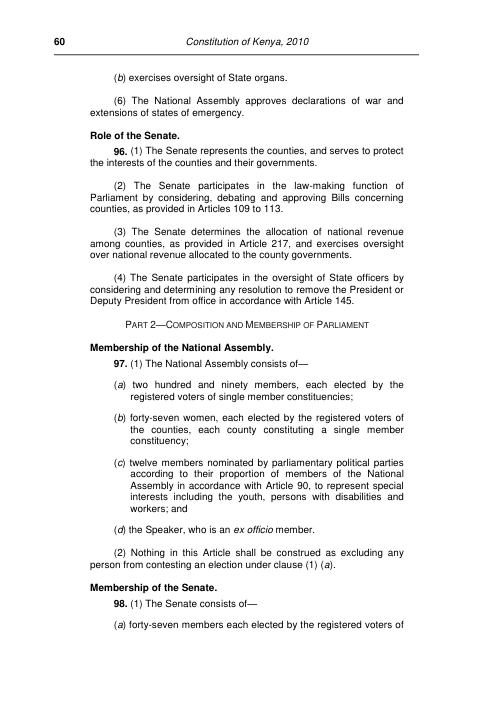 60 Constitution of Kenya, 2010
(b) exercises oversight of State organs.
(6) The National Assembly approves declarations of war and
extensions of states of emergency.
Role of the Senate.
96. (1) The Senate represents the counties, and serves to protect
the interests of the counties and their governments.
(2) The Senate participates in the law-making function of
Parliament by considering, debating and approving Bills concerning
counties, as provided in Articles 109 to 113.
(3) The Senate determines the allocation of national revenue
among counties, as provided in Article 217, and exercises oversight
over national revenue allocated to the county governments.
(4) The Senate participates in the oversight of State officers by
considering and determining any resolution to remove the President or
Deputy President from office in accordance with Article 145.
PART 2—COMPOSITION AND MEMBERSHIP OF PARLIAMENT
Membership of the National Assembly.
97. (1) The National Assembly consists of—
(a) two hundred and ninety members, each elected by the
registered voters of single member constituencies;
(b) forty-seven women, each elected by the registered voters of
the counties, each county constituting a single member
constituency;
(c) twelve members nominated by parliamentary political parties
according to their proportion of members of the National
Assembly in accordance with Article 90, to represent special
interests including the youth, persons with disabilities and
workers; and
(d) the Speaker, who is an ex officio member.
(2) Nothing in this Article shall be construed as excluding any
person from contesting an election under clause (1) (a).
Membership of the Senate.
98. (1) The Senate consists of—
(a) forty-seven members each elected by the registered voters of